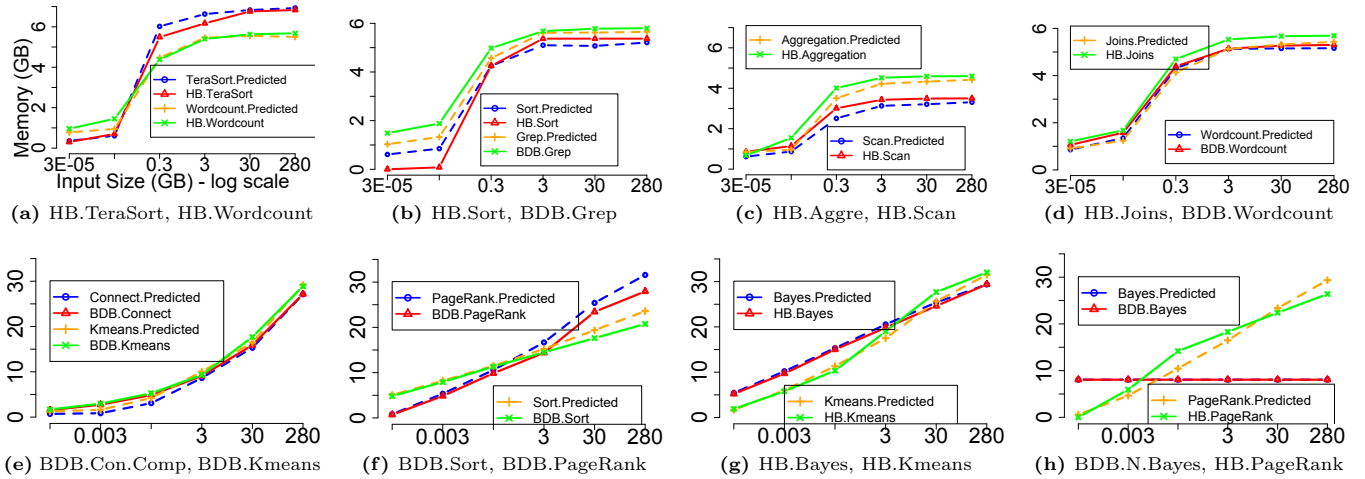 Memory (GB)
0 2 4 6
TeraSort.Predicted
HB.TeraSort
Wordcount.Predicted
HB.Wordcount
3E-05 0.3 3 30 280
Input Size (GB) - log scale
(a) HB.TeraSort, HB.Wordcount
0 1 2 3 4 5 6
Sort.Predicted
HB.Sort
Grep.Predicted
BDB.Grep
3E-05 0.3 3 30 280
(b) HB.Sort, BDB.Grep
0 2 4 6
Aggregation.Predicted
HB.Aggregation
Scan.Predicted
HB.Scan
3E-05 0.3 3 30 280
(c) HB.Aggre, HB.Scan
0 1 2 3 4 5 6
Joins.Predicted
HB.Joins
Wordcount.Predicted
BDB.Wordcount
3E-05 0.3 3 30 280
(d) HB.Joins, BDB.Wordcount
0 10 20 30
Connect.Predicted
BDB.Connect
Kmeans.Predicted
BDB.Kmeans
0.003 3 30 280
(e) BDB.Con.Comp, BDB.Kmeans
0 10 20 30
PageRank.Predicted
BDB.PageRank
Sort.Predicted
BDB.Sort
0.003 3 30 280
(f) BDB.Sort, BDB.PageRank
0 10 20 30
Bayes.Predicted
HB.Bayes
Kmeans.Predicted
HB.Kmeans
0.003 3 30 280
(g) HB.Bayes, HB.Kmeans
0 10 20 30
Bayes.Predicted
BDB.Bayes
PageRank.Predicted
HB.PageRank
0.003 3 30 280
(h) BDB.N.Bayes, HB.PageRank